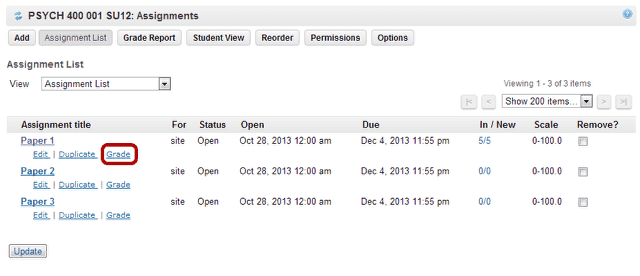 PSYCH 400 001 SU12: Assignments
Add Assignment List Grade Report Student View Reorder Permissions Options
Assignment List
View Assignment List Viewing 1 - 3 of 3 items
|< < Show 200 items... > >|
Assignment title For Status Open Due In / New Scale Remove?
Paper 1 site Open Oct 28, 2013 12:00 am Dec 4, 2013 11:55 pm 5/5 0-100.0
Edit | Duplicate | Grade
Paper 2 site Open Oct 28, 2013 12:00 am Dec 4, 2013 11:55 pm 0/0 0-100.0
Edit | Duplicate | Grade
Paper 3 site Open Oct 28, 2013 12:00 am Dec 4, 2013 11:55 pm 0/0 0-100.0
Edit | Duplicate | Grade
Update